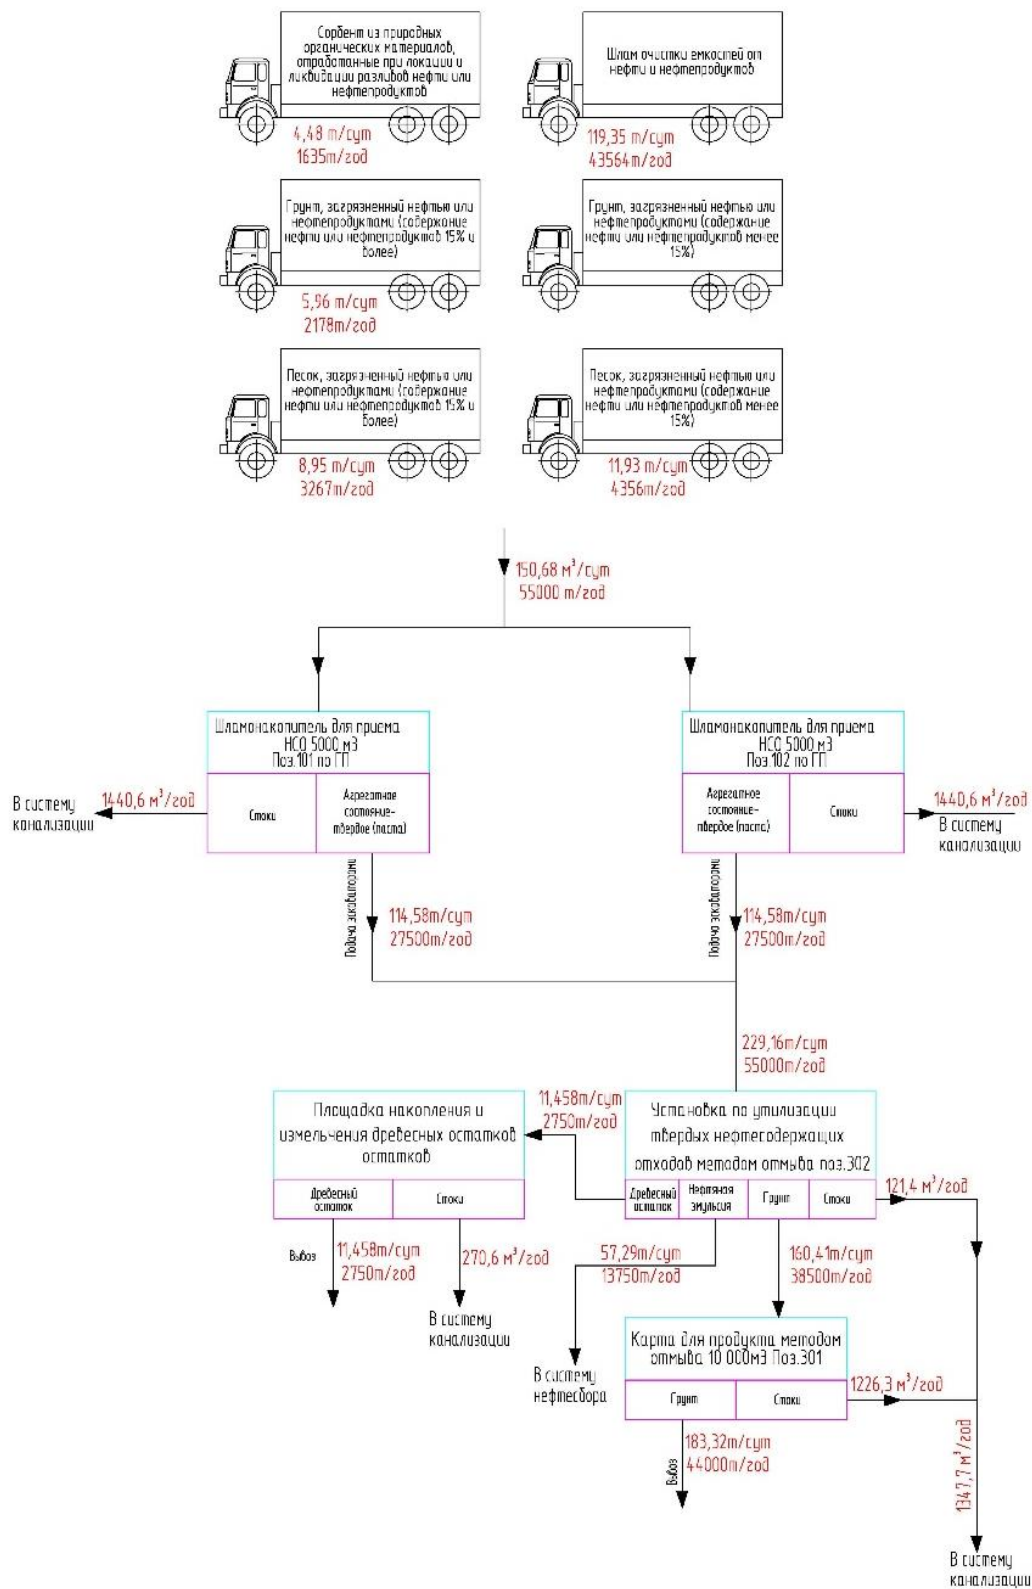 Сорбент из природных
органических материалов,
отработанные при локации и
ликвидации разливов нефти или
нефтепродуктов
4,48 т/сут
1635т/год
Шлам очистки емкостей от
нефти и нефтепродуктов
119,35 т/сут
43564т/год
Грунт, загрязненный нефтью или
нефтепродуктами (содержание
нефти или нефтепродуктов 15% и
более)
5,96 т/сут
2178т/год
Грунт, загрязненный нефтью или
нефтепродуктами (содержание
нефти или нефтепродуктов менее
15%)
Песок, загрязненный нефтью или
нефтепродуктами (содержание
нефти или нефтепродуктов 15% и
более)
8,95 т/сут
3267т/год
Песок, загрязненный нефтью или
нефтепродуктами (содержание
нефти или нефтепродуктов менее
15%)
11,93 т/сут
4356т/год
150,68 м³/сут
55000 т/год
Шламонакопитель для приема
НСО 5000 м3
Поз.101 по ГП
Стоки
Агрегатное
состояние-
твердое (паста)
1440,6 м³/год
В систему
канализации
Шламонакопитель для приема
НСО 5000 м3
Поз.102 по ГП
Агрегатное
состояние-
твердое (паста)
Стоки
1440,6 м³/год
В систему
канализации
Подача экскаваторами
114,58т/сут
27500т/год
Подача экскаваторами
114,58т/сут
27500т/год
229,16т/сут
55000т/год
Площадка накопления и
измельчения древесных остатков
остатков
Древесный
остаток
Стоки
11,458т/сут
2750т/год
Установка по утилизации
твердых нефтесодержащих
отходов методом отмыва поз.302
Древесный
остаток
Нефтяная
эмульсия
Грунт
Стоки
121,4 м³/год
Вывоз
11,458т/сут
2750т/год
270,6 м³/год
В систему
канализации
57,29т/сут
13750т/год
В систему
нефтесбора
160,41т/сут
38500т/год
Карта для продукта методом
отмыва 10 000м3 Поз.301
Грунт
Стоки
1226,3 м³/год
Вывоз
183,32т/сут
44000т/год
1347,7 м³/год
В систему
канализации